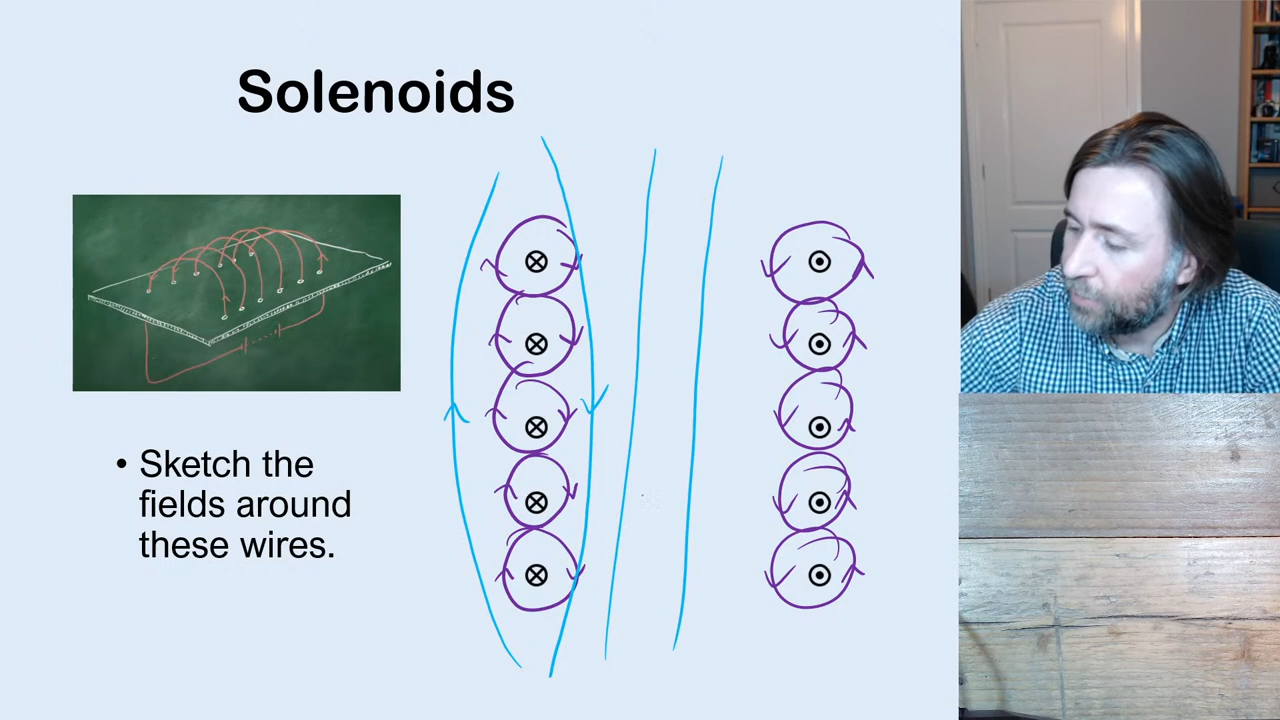 Solenoids
• Sketch the
fields around
these wires.